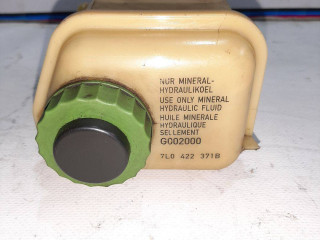 NUR MINERAL-
HYDRAULIKOEL
USE ONLY MINERAL
HYDRAULIC FLUID
HUILE MINERALE
HYDRAULIQUE
SELLEMENT
G002000
7L0 422 371B